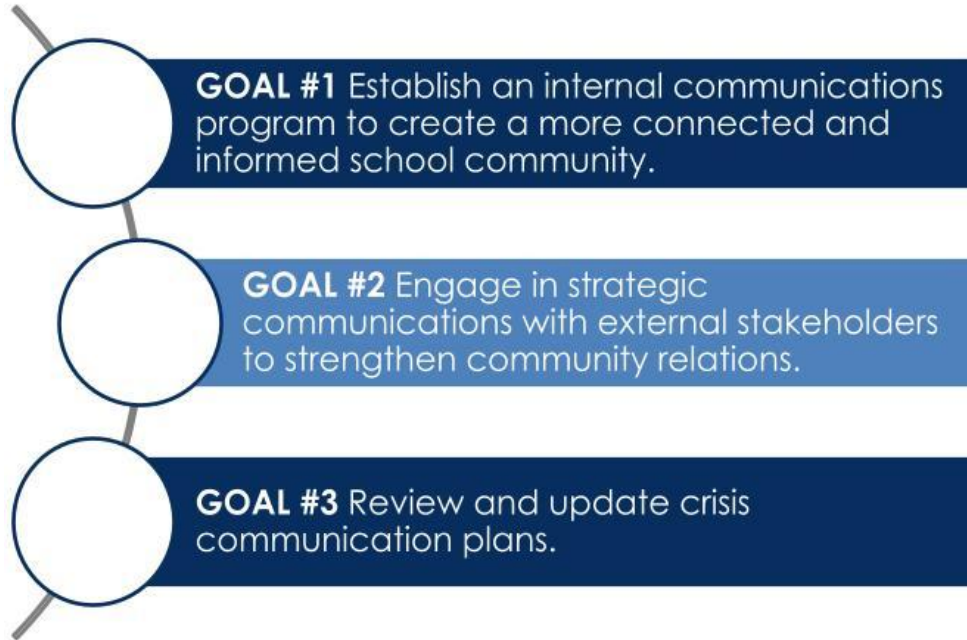 GOAL #1 Establish an internal communications
program to create a more connected and
informed school community.
GOAL #2 Engage in strategic
communications with external stakeholders
to strengthen community relations.
GOAL #3 Review and update crisis
communication plans.